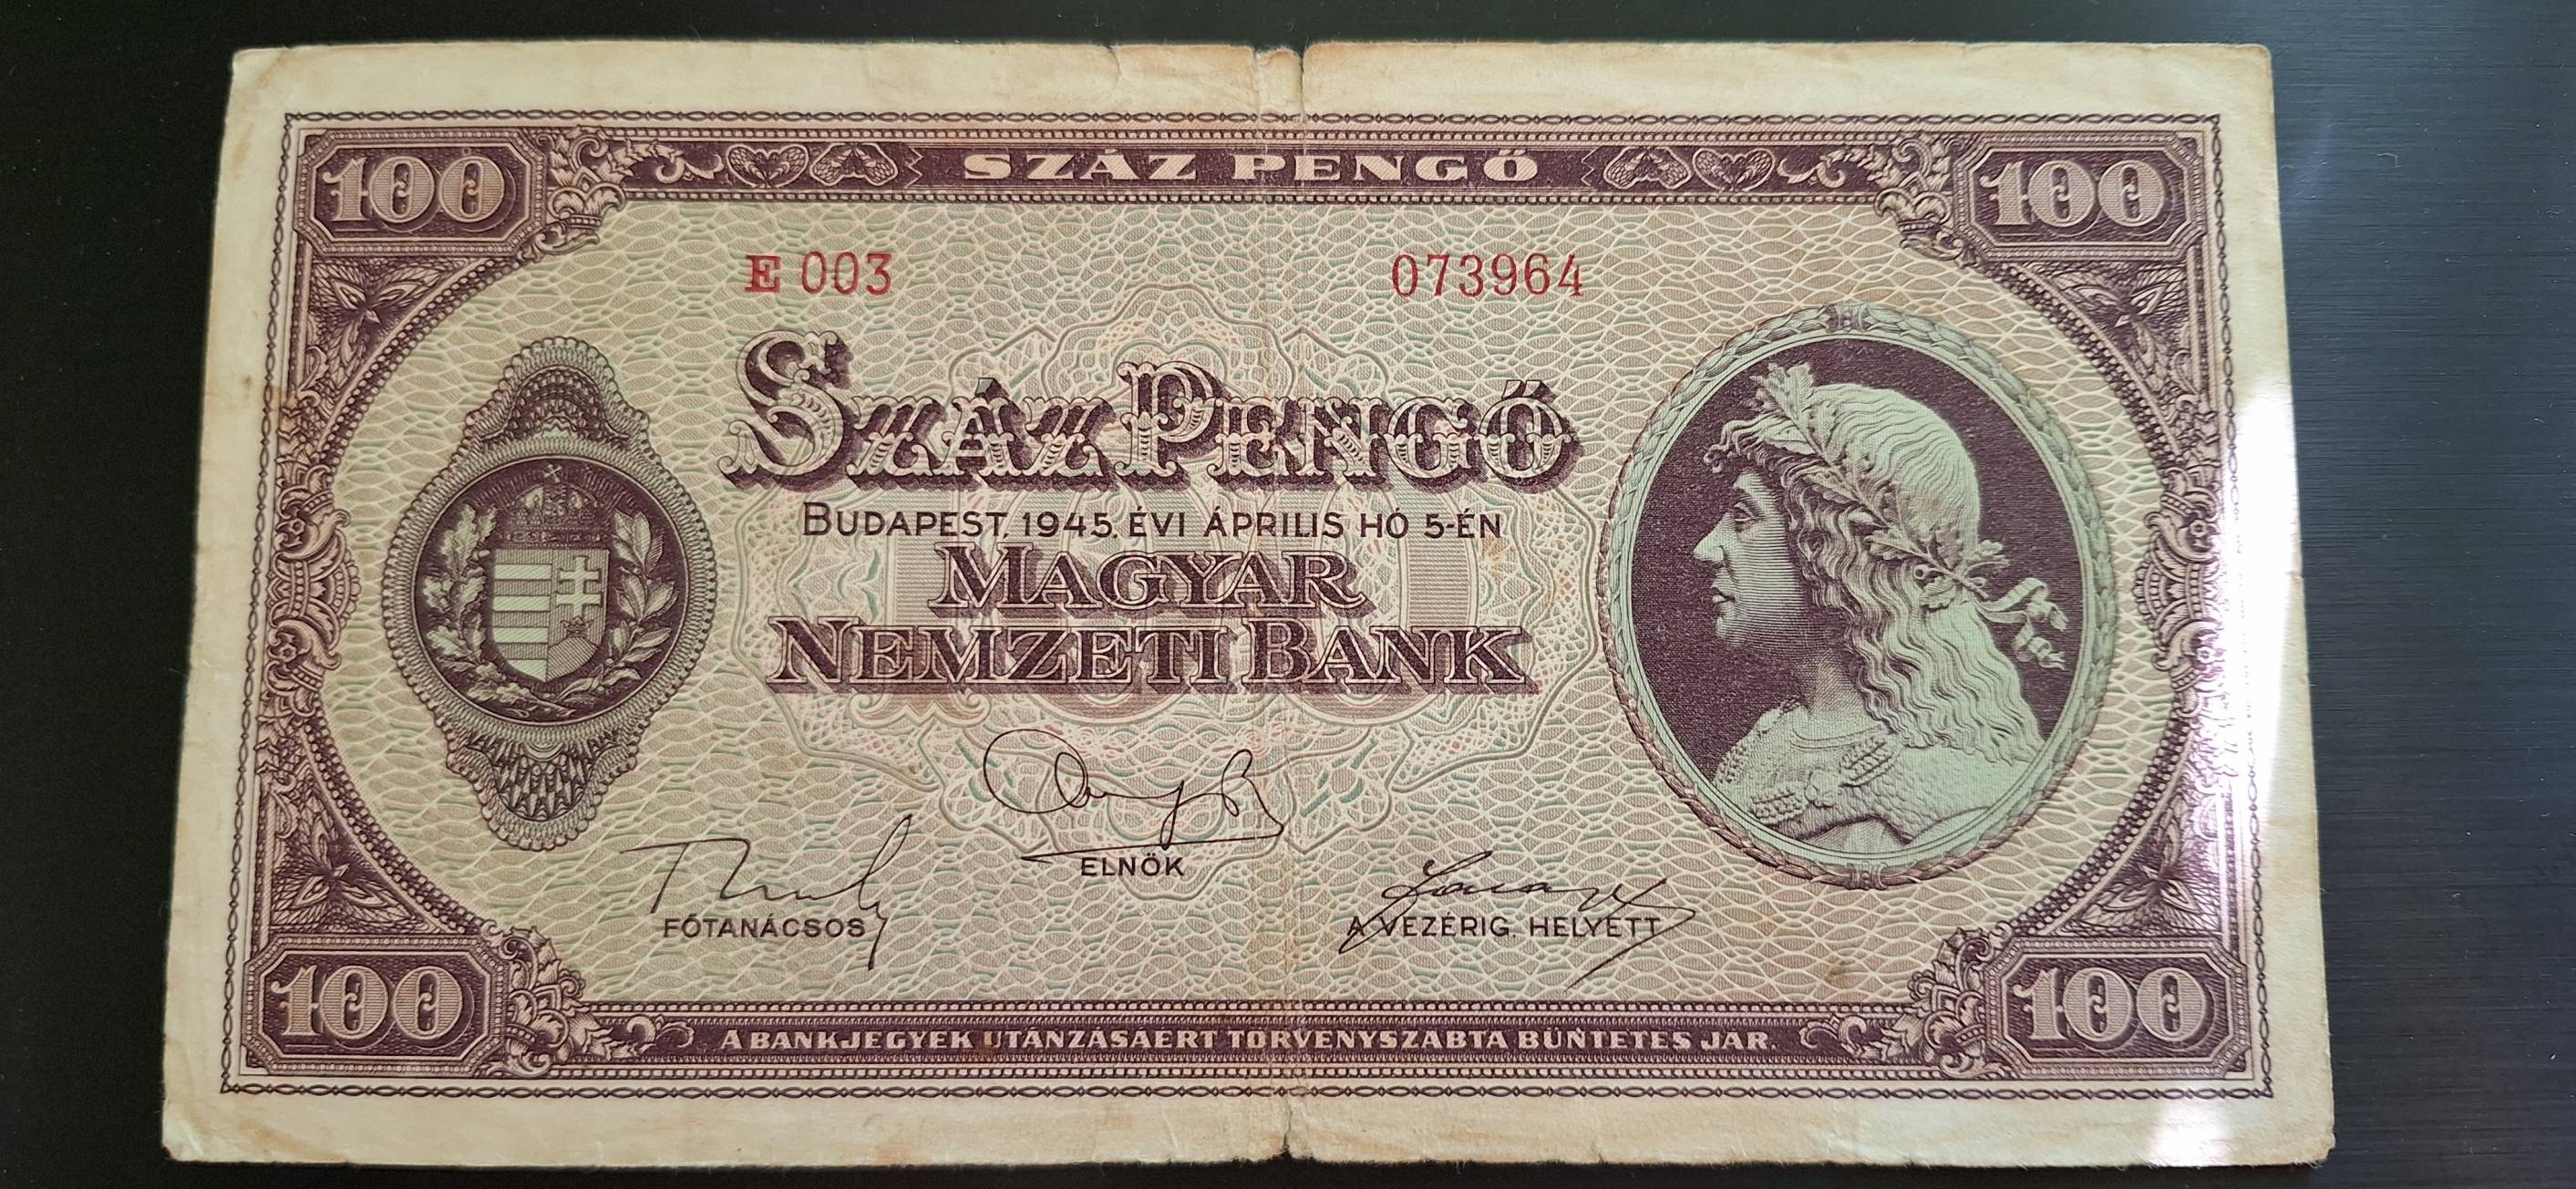 100 SZÁZ PENGŐ 100
E 003 073964
SZÁZ PENGŐ
BUDAPEST, 1945. ÉVI ÁPRILIS HÓ 5-ÉN
MAGYAR
NEMZETI BANK
ELNÖK
FŐTANÁCSOS A VEZÉRIG. HELYETT
100 A BANKJEGYEK UTÁNZÁSAÉRT TÖRVÉNYSZABTA BÜNTETÉS JÁR. 100